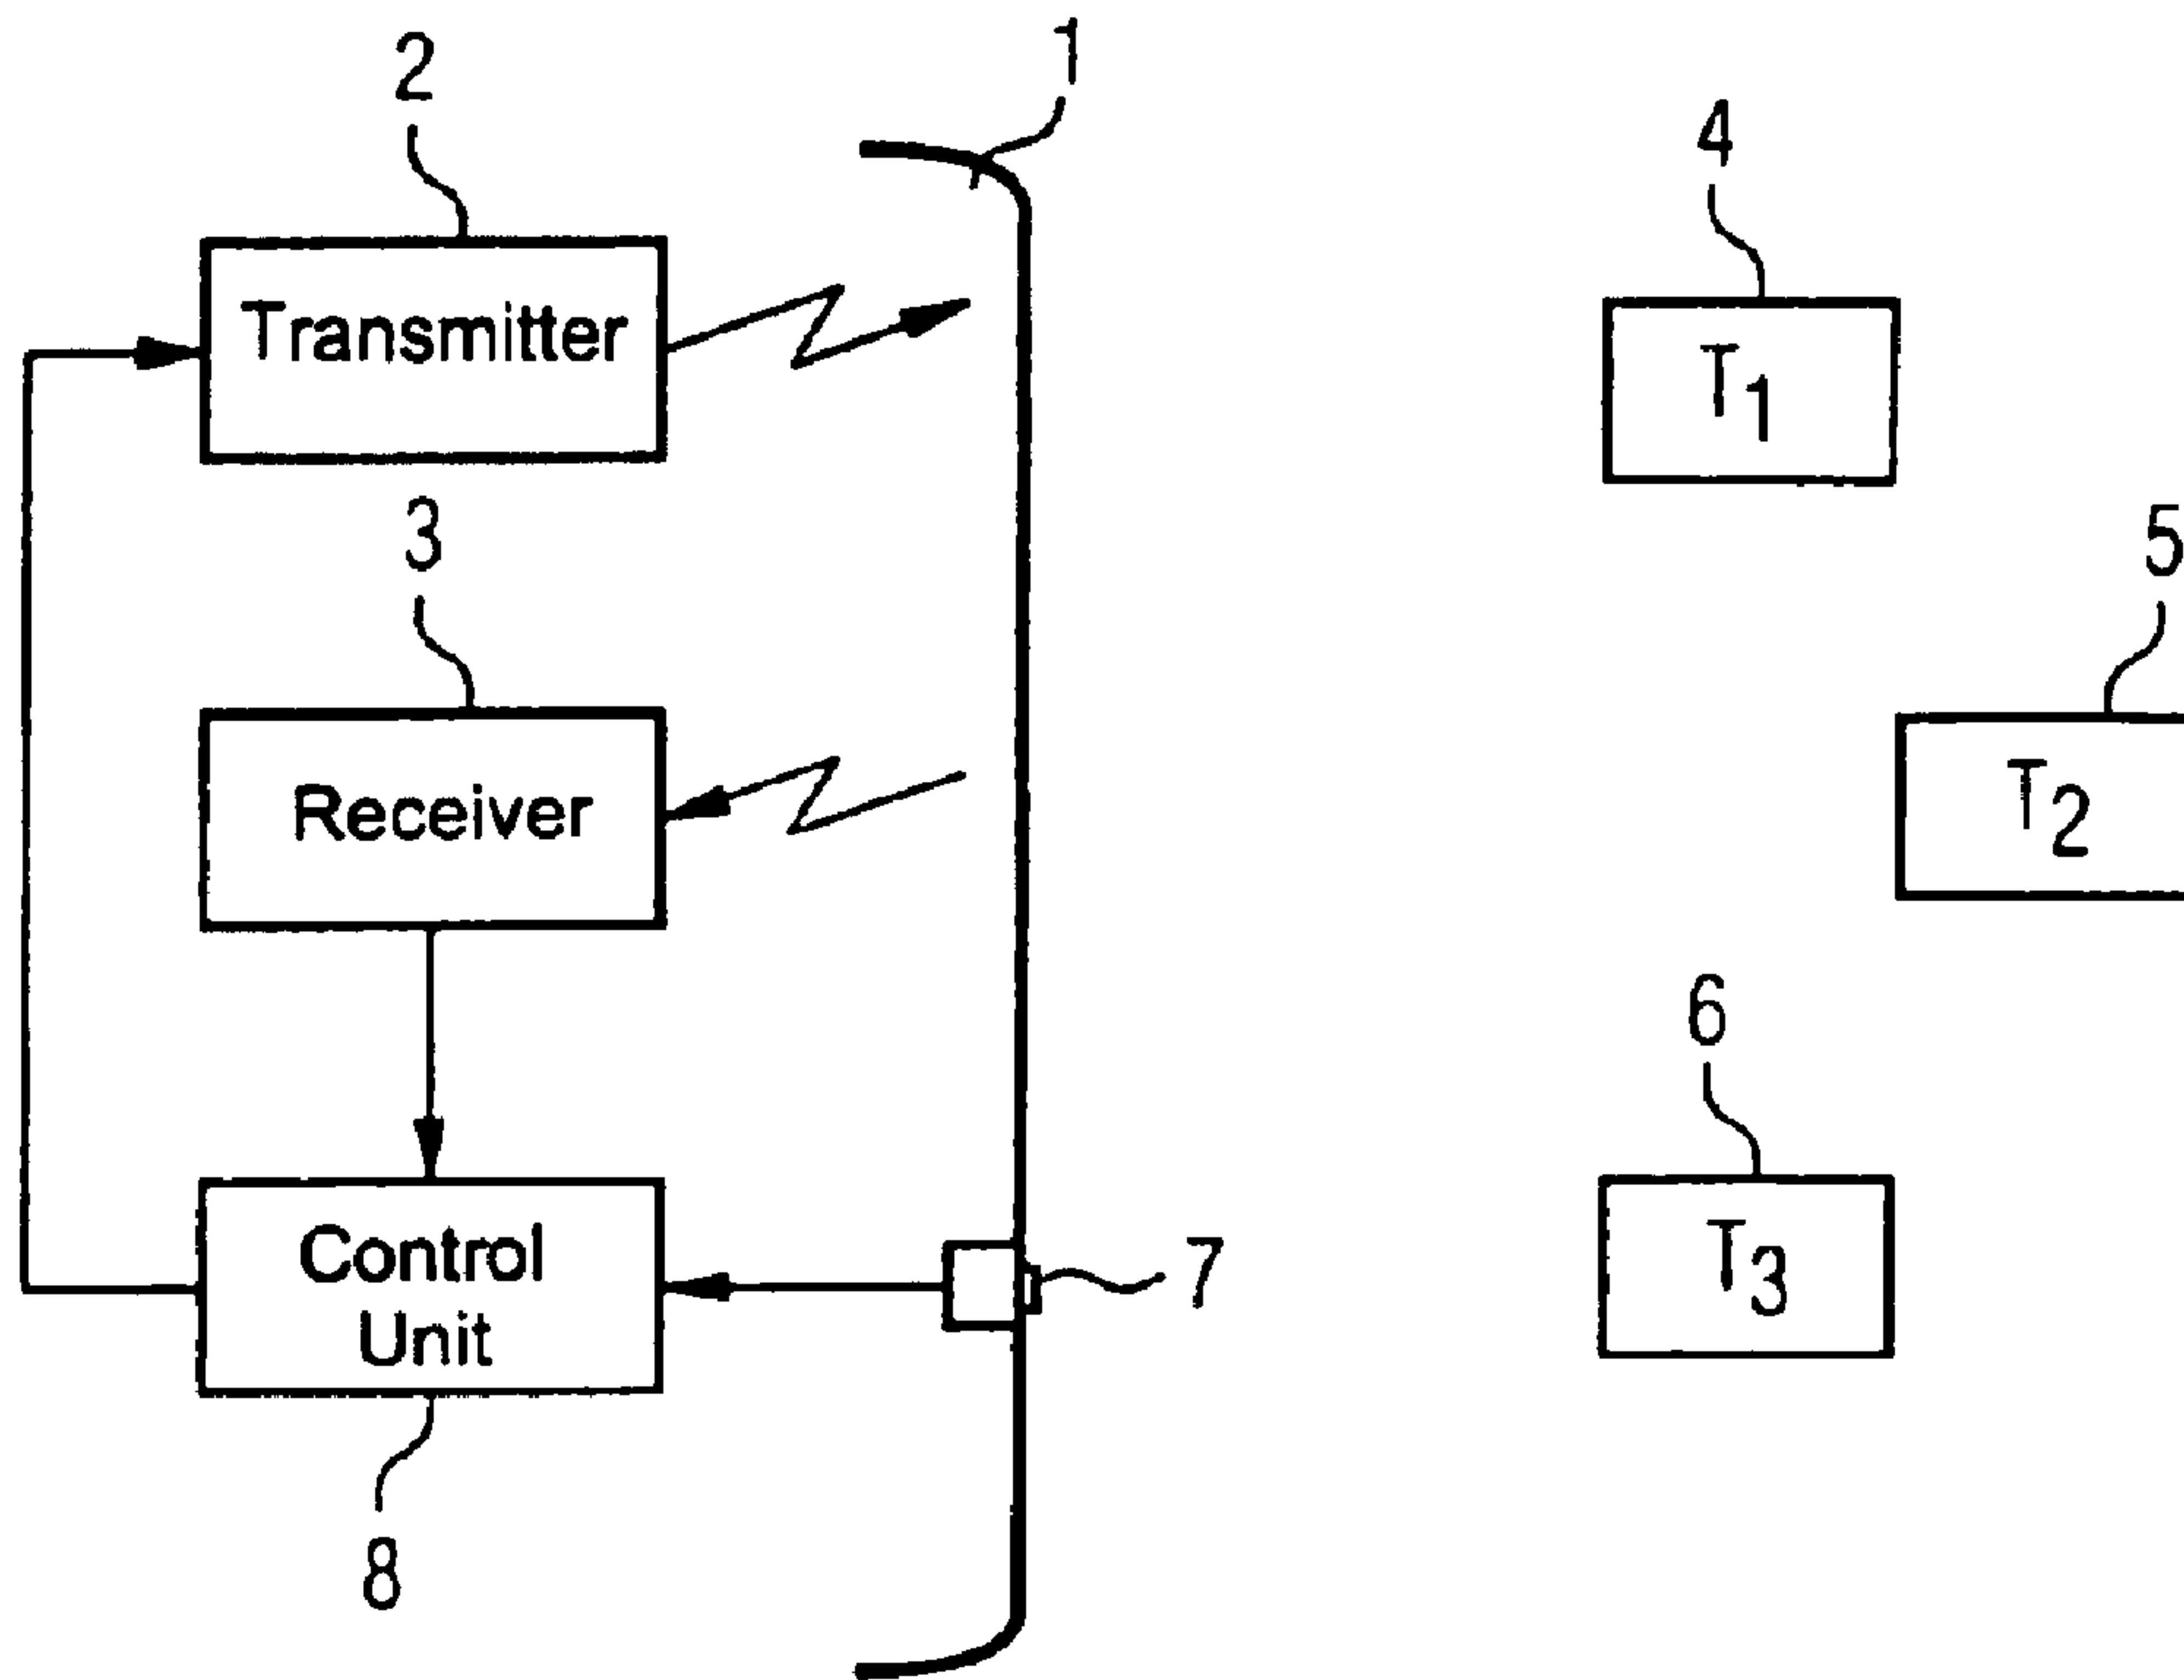 2
1
4
Transmitter
T1
3
5
Receiver
T2
6
Control
Unit
7
T3
8